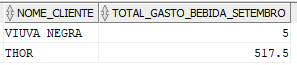 NOME_CLIENTE TOTAL_GASTO_BEBIDA_SETEMBRO
VIUVA NEGRA 5
THOR 517.5